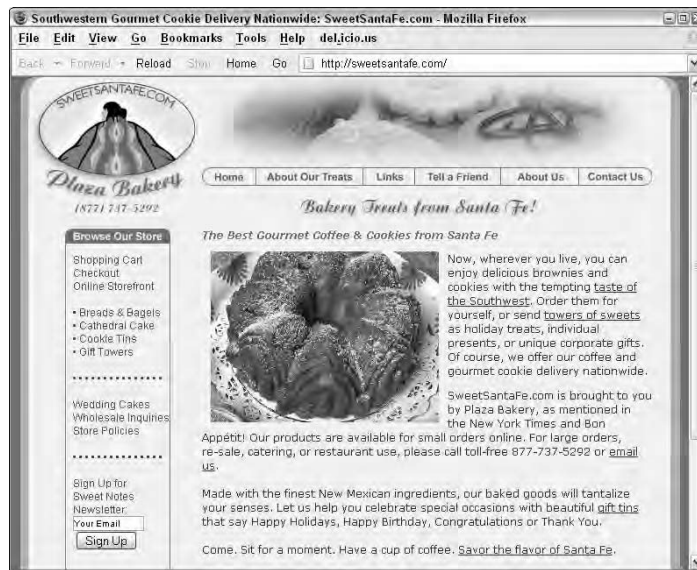 Southwestern Gourmet Cookie Delivery Nationwide: SweetSantaFe.com - Mozilla Firefox
File Edit View Go Bookmarks Tools Help del.icio.us
Back Forward Reload Stop Home Go http://sweetsantafe.com/
SWEETSANTAFE.COM
Plaza Bakery
(877) 737-5292
Home About Our Treats Links Tell a Friend About Us Contact Us
Bakery Treats from Santa Fe!
Browse Our Store
Shopping Cart
Checkout
Online Storefront
• Breads & Bagels
• Cathedral Cake
• Cookie Tins
• Gift Towers
Wedding Cakes
Wholesale Inquiries
Store Policies
Sign Up for
Sweet Notes
Newsletter:
Your Email
Sign Up
The Best Gourmet Coffee & Cookies from Santa Fe
Now, wherever you live, you can
enjoy delicious brownies and
cookies with the tempting taste
of the Southwest. Order them for
yourself, or send towers of sweets
as holiday treats, individual
presents, or unique corporate gifts.
Of course, we offer our coffee and
gourmet cookie delivery nationwide.
SweetSantaFe.com is brought to you
by Plaza Bakery, as mentioned in
the New York Times and Bon
Appétit! Our products are available for small orders online. For large orders,
re-sale, catering, or restaurant use, please call toll-free 877-737-5292 or email
us.
Made with the finest New Mexican ingredients, our baked goods will tantalize
your senses. Let us help you celebrate special occasions with beautiful gift tins
that say Happy Holidays, Happy Birthday, Congratulations or Thank You.
Come. Sit for a moment. Have a cup of coffee. Savor the flavor of Santa Fe.